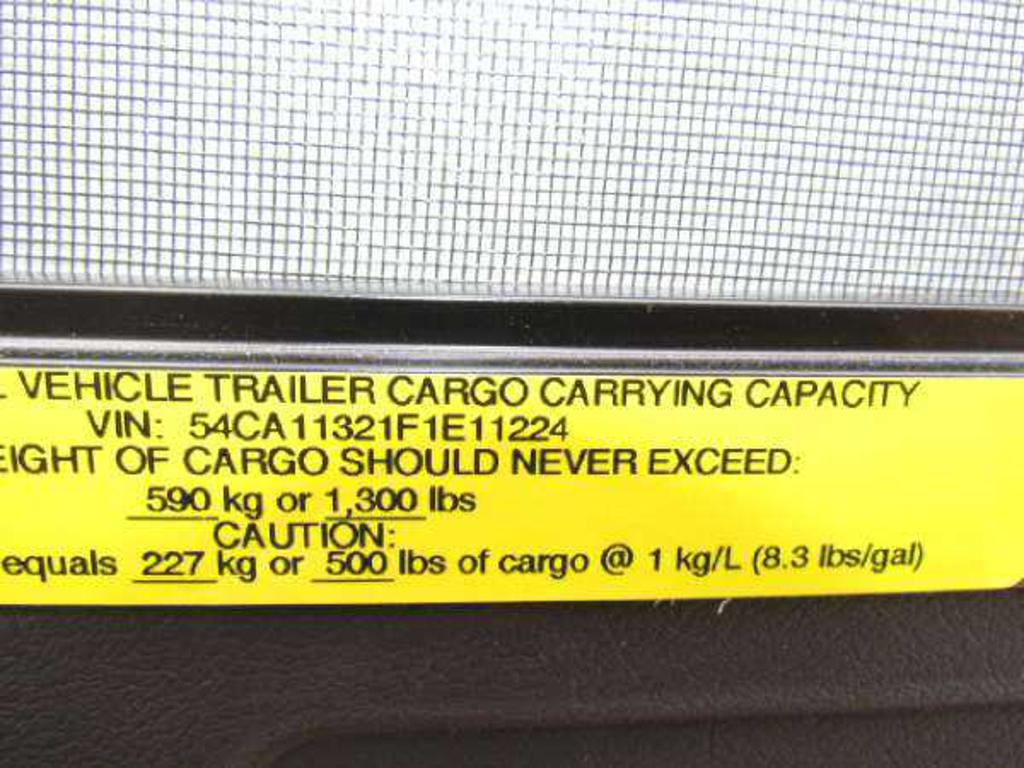 VEHICLE TRAILER CARGO CARRYING CAPACITY
VIN: 54CA11321F1E11224
EIGHT OF CARGO SHOULD NEVER EXCEED:
590 kg or 1,300 lbs
CAUTION:
equals 227 kg or 500 lbs of cargo @ 1 kg/L (8.3 lbs/gal)